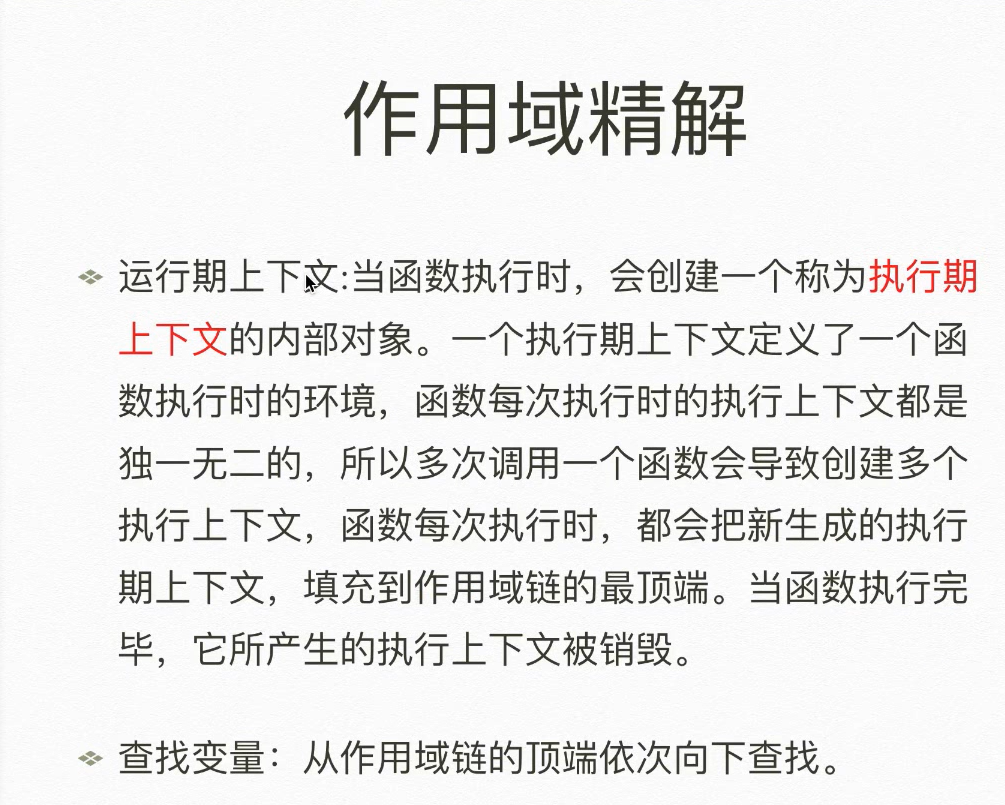 作用域精解
运行期上下文:当函数执行时，会创建一个称为执行期
上下文的内部对象。一个执行期上下文定义了一个函
数执行时的环境，函数每次执行时的执行上下文都是
独一无二的，所以多次调用一个函数会导致创建多个
执行上下文，函数每次执行时，都会把新生成的执行
期上下文，填充到作用域链的最顶端。当函数执行完
毕，它所产生的执行上下文被销毁。
查找变量：从作用域链的顶端依次向下查找。